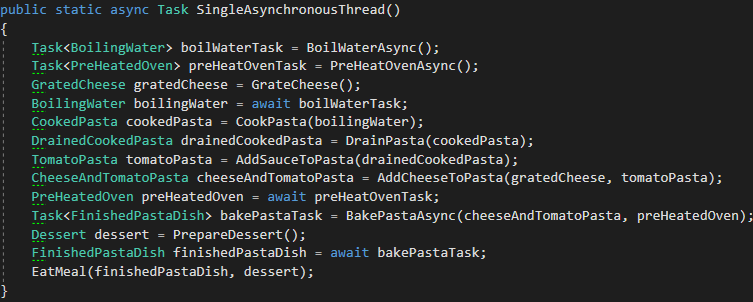 public static async Task SingleAsynchronousThread()
{
    Task<BoilingWater> boilWaterTask = BoilWaterAsync();
    Task<PreHeatedOven> preHeatOvenTask = PreHeatOvenAsync();
    GratedCheese gratedCheese = GrateCheese();
    BoilingWater boilingWater = await boilWaterTask;
    CookedPasta cookedPasta = CookPasta(boilingWater);
    DrainedCookedPasta drainedCookedPasta = DrainPasta(cookedPasta);
    TomatoPasta tomatoPasta = AddSauceToPasta(drainedCookedPasta);
    CheeseAndTomatoPasta cheeseAndTomatoPasta = AddCheeseToPasta(gratedCheese, tomatoPasta);
    PreHeatedOven preHeatedOven = await preHeatOvenTask;
    Task<FinishedPastaDish> bakePastaTask = BakePastaAsync(cheeseAndTomatoPasta, preHeatedOven);
    Dessert dessert = PrepareDessert();
    FinishedPastaDish finishedPastaDish = await bakePastaTask;
    EatMeal(finishedPastaDish, dessert);
}